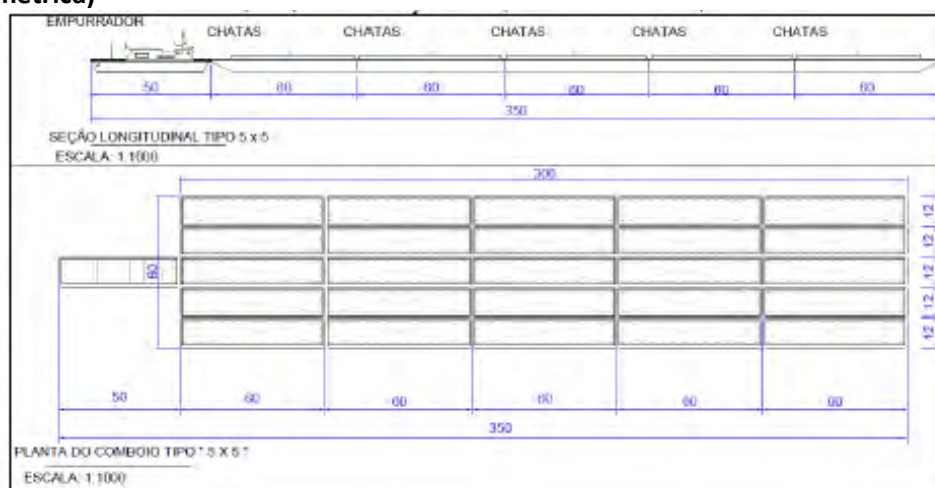 EMPURRADOR
CHATAS CHATAS CHATAS CHATAS CHATAS
50 60 60 60 60 60
350
SEÇÃO LONGITUDINAL TIPO 5 x 5
ESCALA: 1:1000
300
12
12
60 12
12
12
50 60 60 60 60 60
350
PLANTA DO COMBOIO TIPO " 5 X 5 "
ESCALA: 1:1000